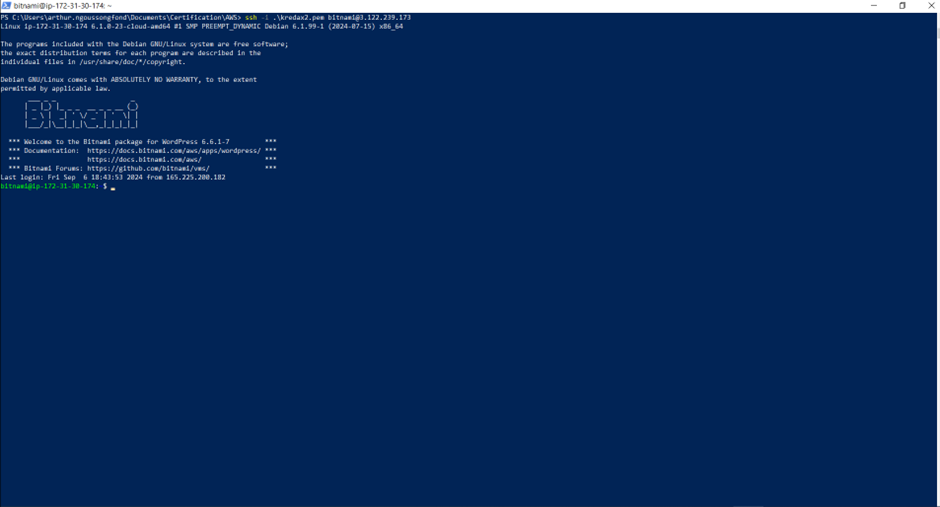 bitnami@ip-172-31-30-174: ~
PS C:\Users\arthur.ngoussongfond\Documents\Certification\AWS> ssh -i .\kredax2.pem bitnami@3.122.239.173
Linux ip-172-31-30-174 6.1.0-23-cloud-amd64 #1 SMP PREEMPT_DYNAMIC Debian 6.1.99-1 (2024-07-15) x86_64
The programs included with the Debian GNU/Linux system are free software;
the exact distribution terms for each program are described in the
individual files in /usr/share/doc/*/copyright.
Debian GNU/Linux comes with ABSOLUTELY NO WARRANTY, to the extent
permitted by applicable law.
Bitnami
*** Welcome to the Bitnami package for WordPress 6.6.1-7 ***
*** Documentation: https://docs.bitnami.com/aws/apps/wordpress/ ***
*** https://docs.bitnami.com/aws/ ***
*** Bitnami Forums: https://github.com/bitnami/vms/ ***
Last login: Fri Sep 6 18:43:53 2024 from 165.225.200.182
bitnami@ip-172-31-30-174: $